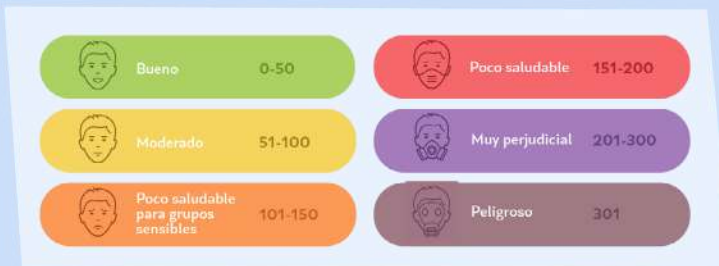 Bueno 0-50
Moderado 51-100
Poco saludable
para grupos
sensibles 101-150
Poco saludable 151-200
Muy perjudicial 201-300
Peligroso 301